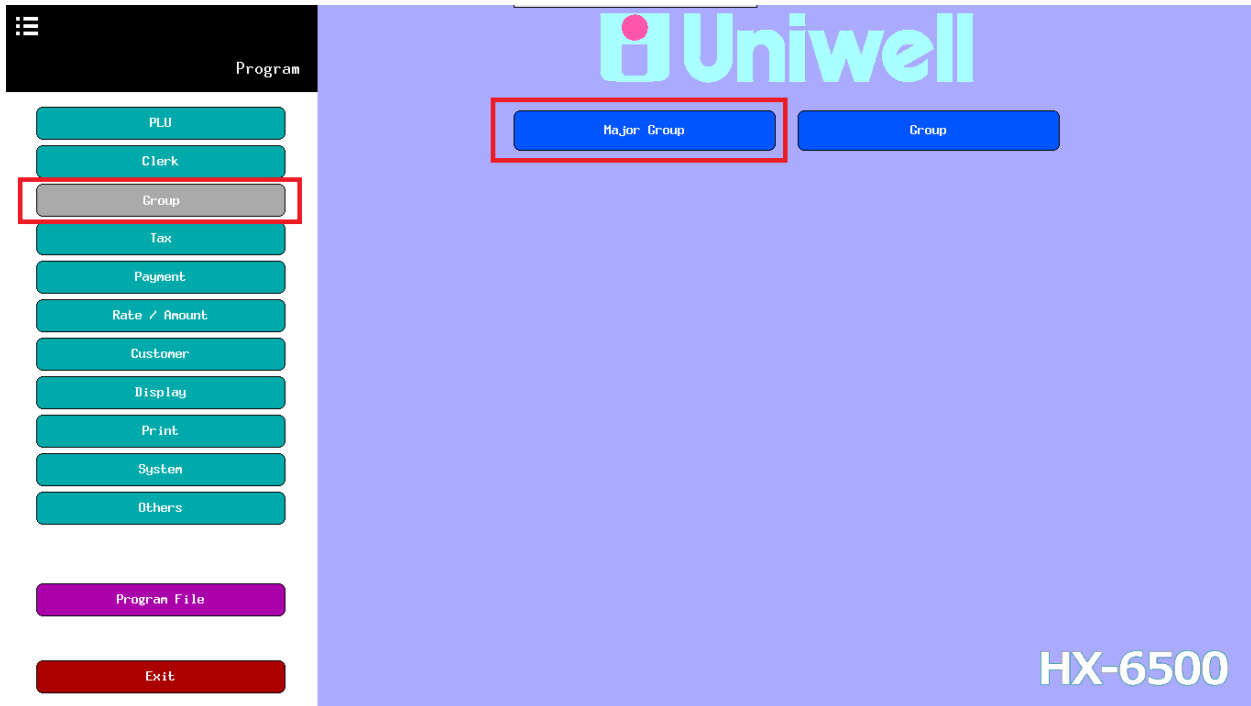 Program
PLU
Clerk
Group
Tax
Payment
Rate / Amount
Customer
Display
Print
System
Others
Program File
Exit
Uniwell
Major Group
Group
HX-6500